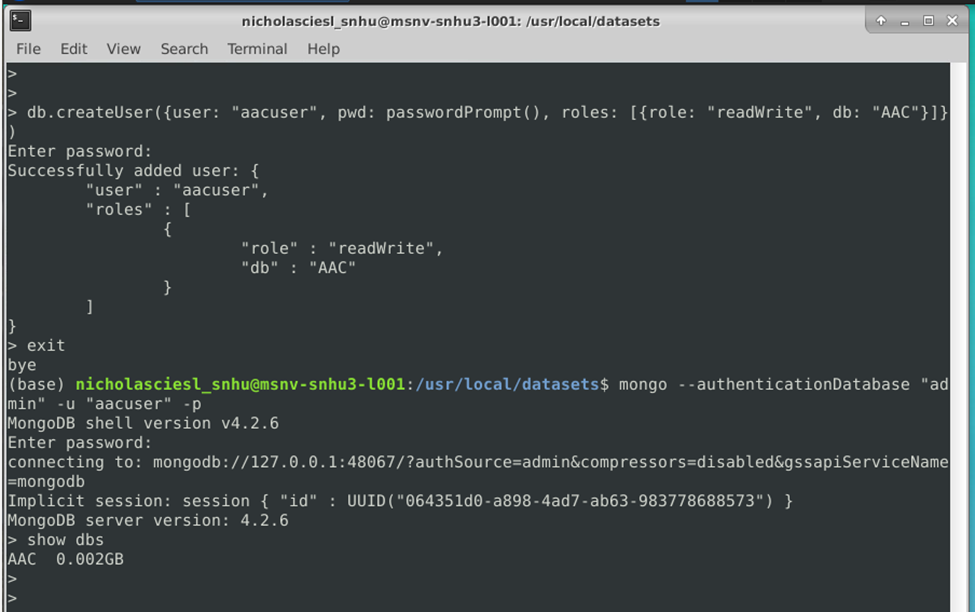 nicholasciesl_snhu@msnv-snhu3-l001: /usr/local/datasets
File Edit View Search Terminal Help
>
>
> db.createUser({user: "aacuser", pwd: passwordPrompt(), roles: [{role: "readWrite", db: "AAC"}]}
)
Enter password:
Successfully added user: {
        "user" : "aacuser",
        "roles" : [
                {
                        "role" : "readWrite",
                        "db" : "AAC"
                }
        ]
}
> exit
bye
(base) nicholasciesl_snhu@msnv-snhu3-l001:/usr/local/datasets$ mongo --authenticationDatabase "ad
min" -u "aacuser" -p
MongoDB shell version v4.2.6
Enter password:
connecting to: mongodb://127.0.0.1:48067/?authSource=admin&compressors=disabled&gssapiServiceName
=mongodb
Implicit session: session { "id" : UUID("064351d0-a898-4ad7-ab63-983778688573") }
MongoDB server version: 4.2.6
> show dbs
AAC  0.002GB
>
>